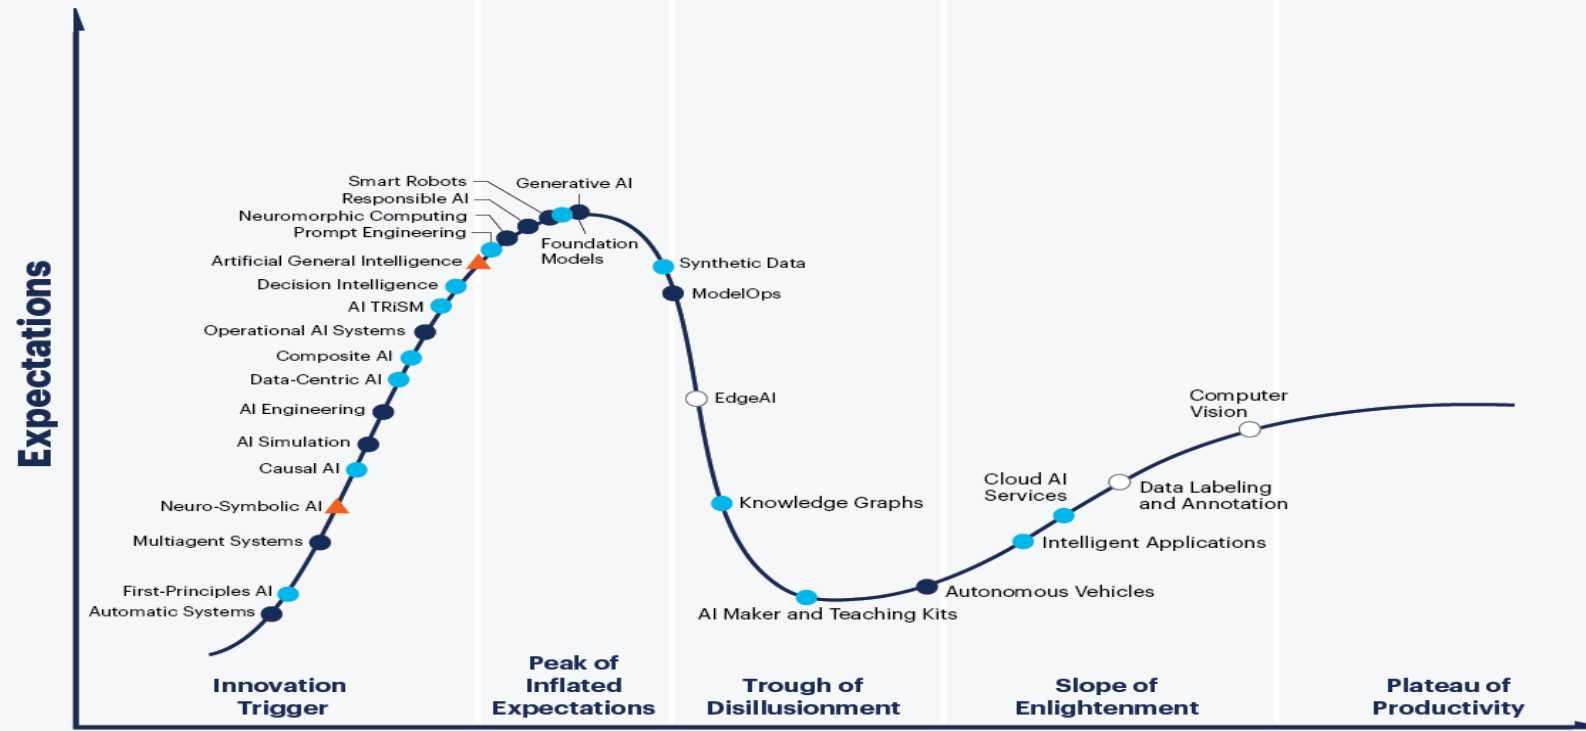 Smart Robots
Generative AI
Responsible AI
Neuromorphic Computing
Prompt Engineering
Foundation
Models
Artificial General Intelligence
Synthetic Data
Decision Intelligence
ModelOps
AI TRiSM
Operational AI Systems
Composite AI
Data-Centric AI
EdgeAI
Computer
Vision
AI Engineering
AI Simulation
Causal AI
Cloud AI
Services
Data Labeling
and Annotation
Neuro-Symbolic AI
Knowledge Graphs
Multiagent Systems
Intelligent Applications
First-Principles AI
Autonomous Vehicles
Automatic Systems
AI Maker and Teaching Kits
Expectations
Innovation
Trigger
Peak of
Inflated
Expectations
Trough of
Disillusionment
Slope of
Enlightenment
Plateau of
Productivity